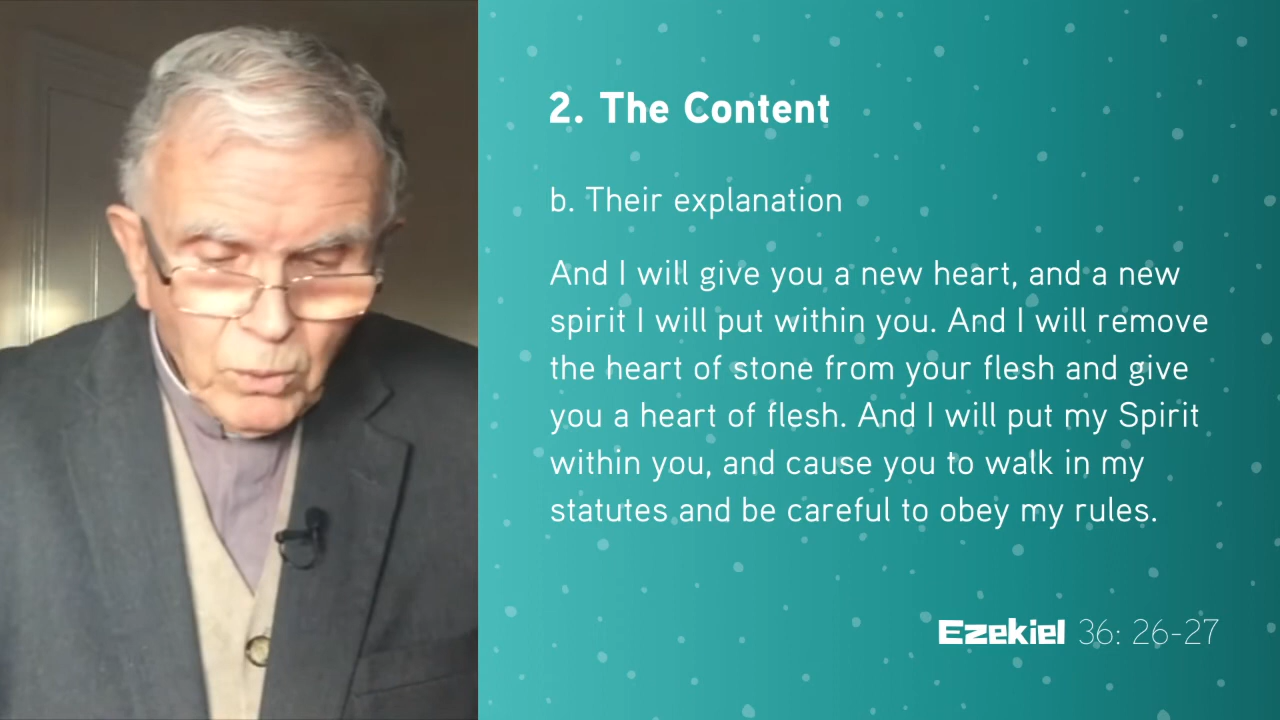 2. The Content
b. Their explanation
And I will give you a new heart, and a new
spirit I will put within you. And I will remove
the heart of stone from your flesh and give
you a heart of flesh. And I will put my Spirit
within you, and cause you to walk in my
statutes and be careful to obey my rules.
Ezekiel 36: 26-27